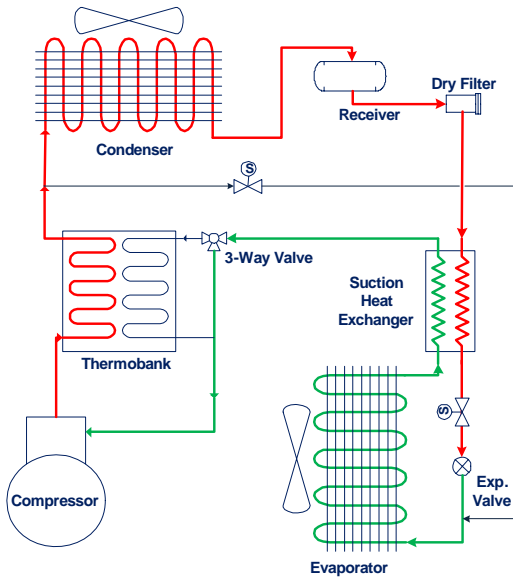 Condenser
Receiver
Dry Filter
S
3-Way Valve
Suction
Heat
Exchanger
Thermobank
S
Compressor
Exp.
Valve
Evaporator